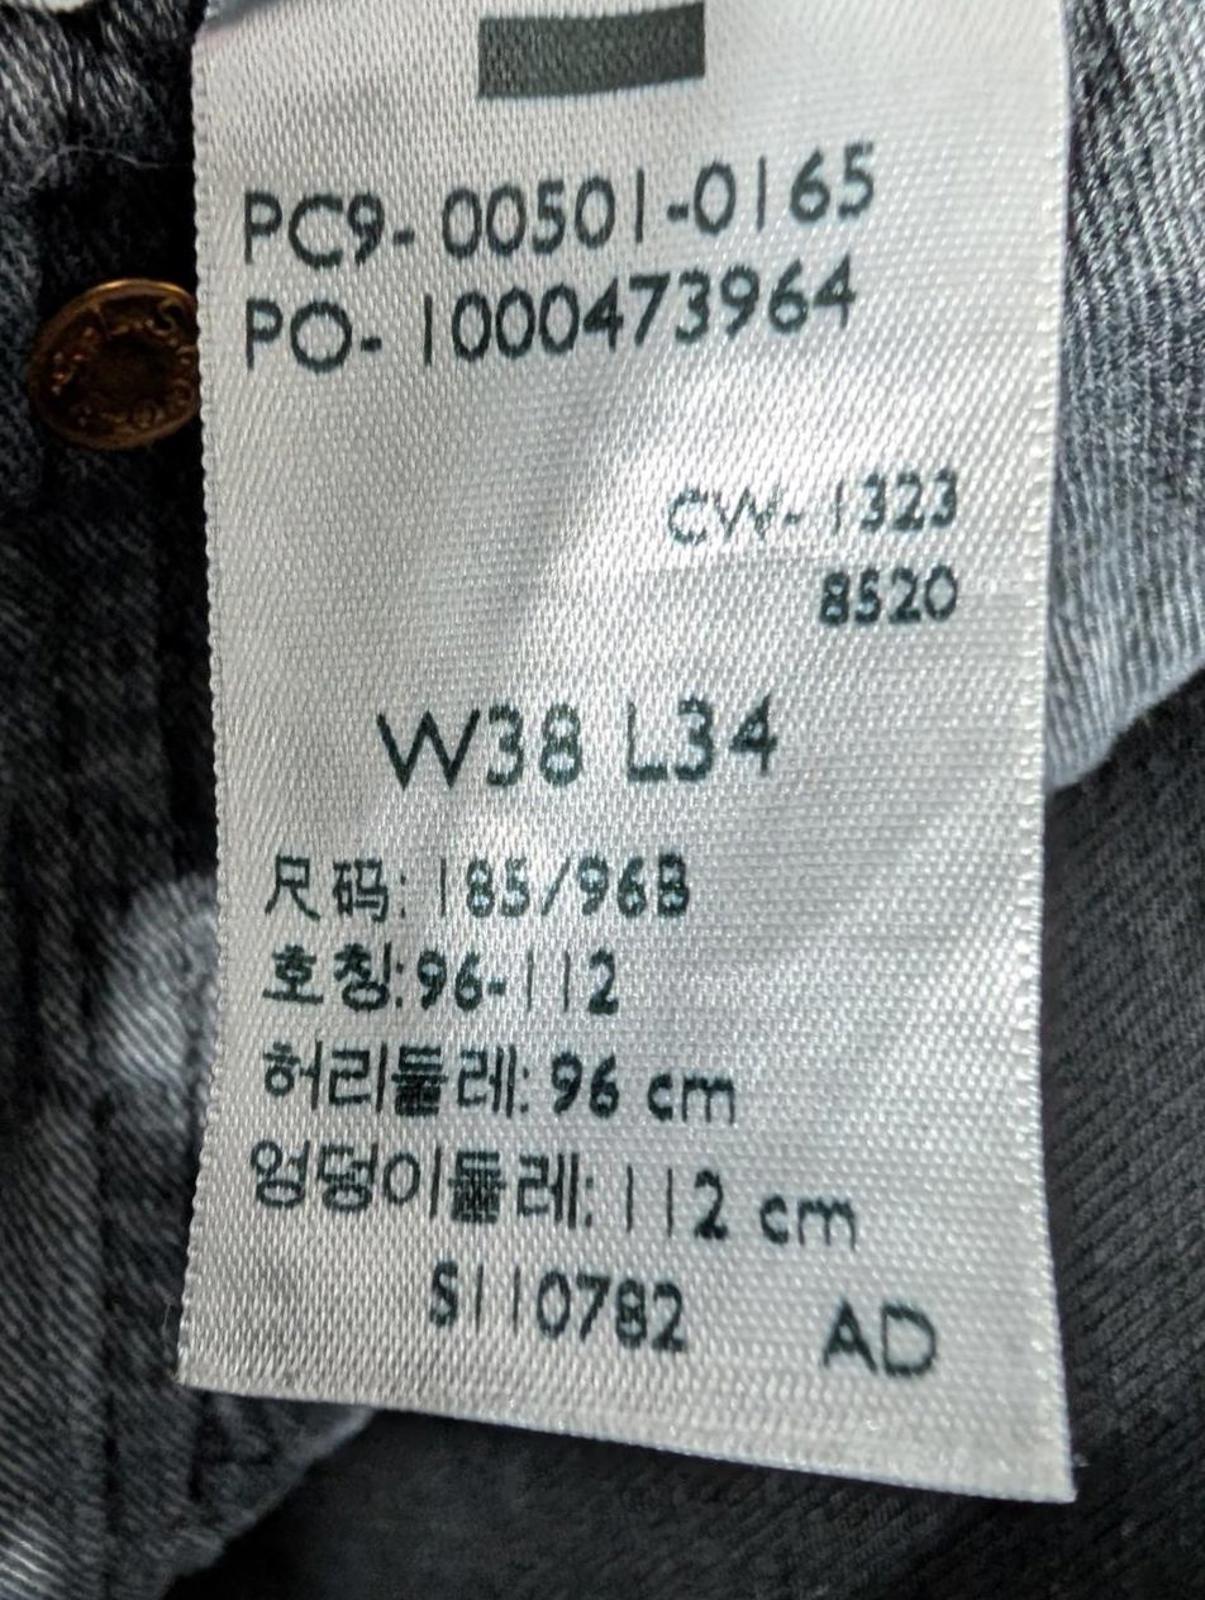 PC9- 00501-0165
PO- 1000473964
CW- 1323
8520
W38 L34
尺码: 185/96B
호칭: 96-112
허리둘레: 96 cm
엉덩이둘레: 112 cm
S110782 AD